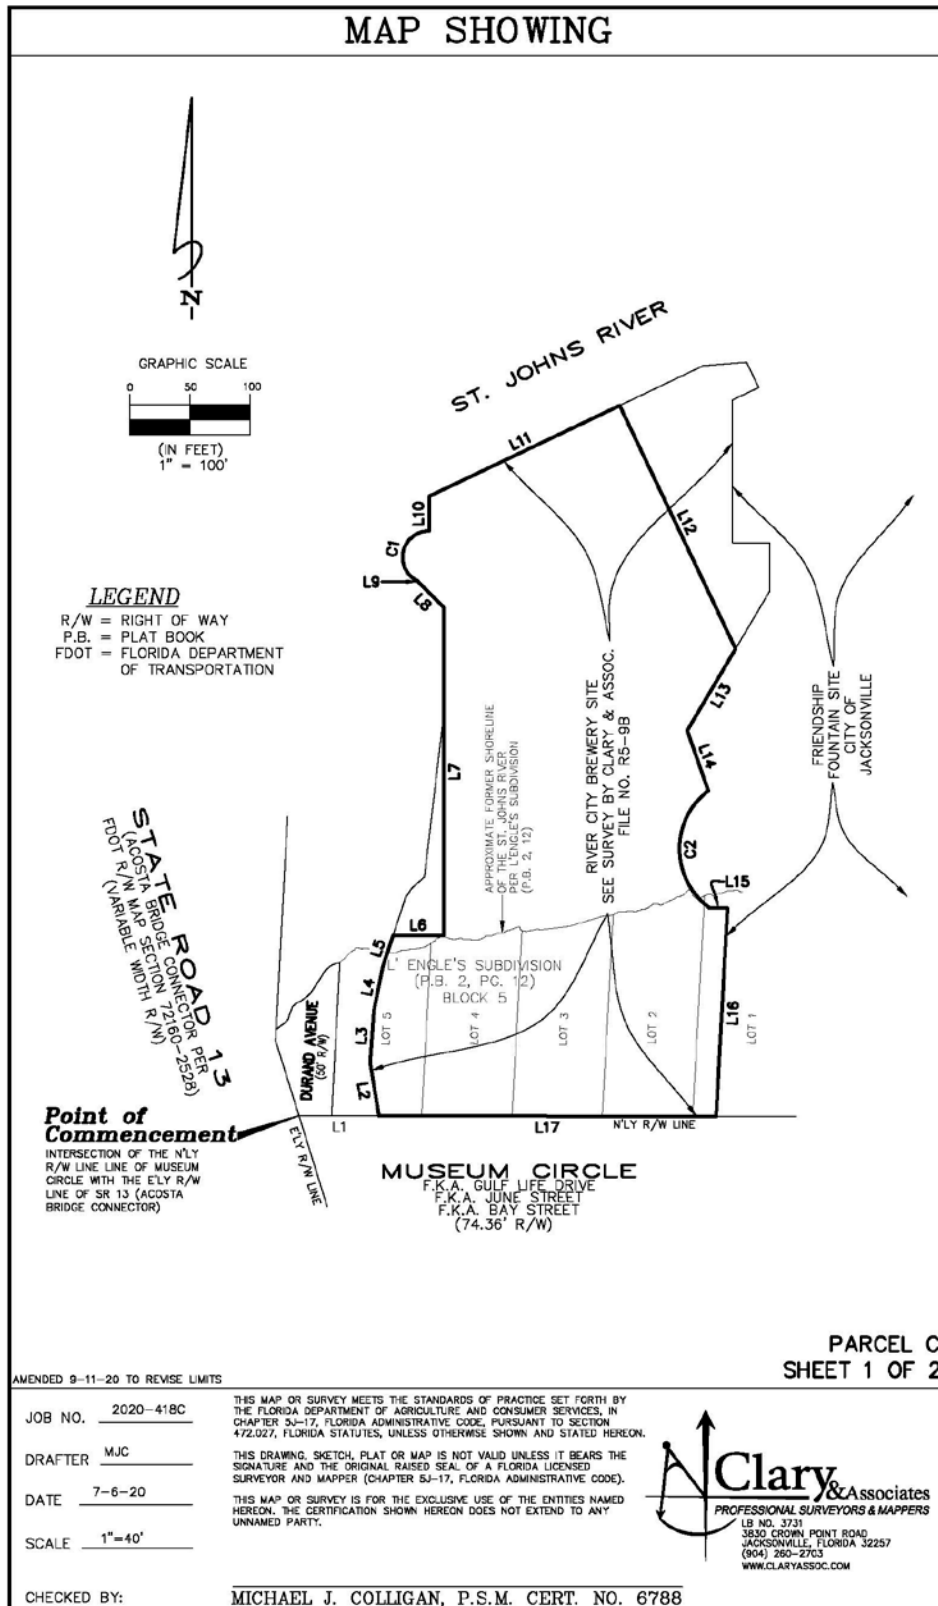 MAP SHOWING
N
GRAPHIC SCALE
0 50 100
(IN FEET)
1" = 100'
ST. JOHNS RIVER
L11
L10
C1
L9
L8
L12
LEGEND
R/W = RIGHT OF WAY
P.B. = PLAT BOOK
FDOT = FLORIDA DEPARTMENT
OF TRANSPORTATION
L7
L13
L14
C2
L15
L16
APPROXIMATE FORMER SHORELINE
OF THE ST. JOHNS RIVER
PER L'ENGLE'S SUBDIVISION
(P.B. 2, 12)
RIVER CITY BREWERY SITE
SEE SURVEY BY CLARY & ASSOC.
FILE NO. R5-9B
FRIENDSHIP
FOUNTAIN SITE
CITY OF
JACKSONVILLE
STATE ROAD 13
(ACOSTA BRIDGE CONNECTOR PER
FDOT R/W MAP SECTION 72160-2528)
(VARIABLE WIDTH R/W)
L6
L5
L4
L3
L2
L' ENGLE'S SUBDIVISION
(P.B. 2, PG. 12)
BLOCK 5
DURAND AVENUE
(50' R/W)
LOT 5
LOT 4
LOT 3
LOT 2
LOT 1
Point of
Commencement
INTERSECTION OF THE N'LY
R/W LINE LINE OF MUSEUM
CIRCLE WITH THE E'LY R/W
LINE OF SR 13 (ACOSTA
BRIDGE CONNECTOR)
E'LY R/W LINE
L1
L17
N'LY R/W LINE
MUSEUM CIRCLE
F.K.A. GULF LIFE DRIVE
F.K.A. JUNE STREET
F.K.A. BAY STREET
(74.36' R/W)
PARCEL C
SHEET 1 OF 2
AMENDED 9-11-20 TO REVISE LIMITS
JOB NO. 2020-418C
DRAFTER MJC
DATE 7-6-20
SCALE 1"=40'
CHECKED BY:
THIS MAP OR SURVEY MEETS THE STANDARDS OF PRACTICE SET FORTH BY
THE FLORIDA DEPARTMENT OF AGRICULTURE AND CONSUMER SERVICES, IN
CHAPTER 5J-17, FLORIDA ADMINISTRATIVE CODE, PURSUANT TO SECTION
472.027, FLORIDA STATUTES, UNLESS OTHERWISE SHOWN AND STATED HEREON.
THIS DRAWING, SKETCH, PLAT OR MAP IS NOT VALID UNLESS IT BEARS THE
SIGNATURE AND THE ORIGINAL RAISED SEAL OF A FLORIDA LICENSED
SURVEYOR AND MAPPER (CHAPTER 5J-17, FLORIDA ADMINISTRATIVE CODE).
THIS MAP OR SURVEY IS FOR THE EXCLUSIVE USE OF THE ENTITIES NAMED
HEREON. THE CERTIFICATION SHOWN HEREON DOES NOT EXTEND TO ANY
UNNAMED PARTY.
MICHAEL J. COLLIGAN, P.S.M. CERT. NO. 6788
Clary & Associates
PROFESSIONAL SURVEYORS & MAPPERS
LB NO. 3731
3830 CROWN POINT ROAD
JACKSONVILLE, FLORIDA 32257
(904) 260-2703
WWW.CLARYASSOC.COM